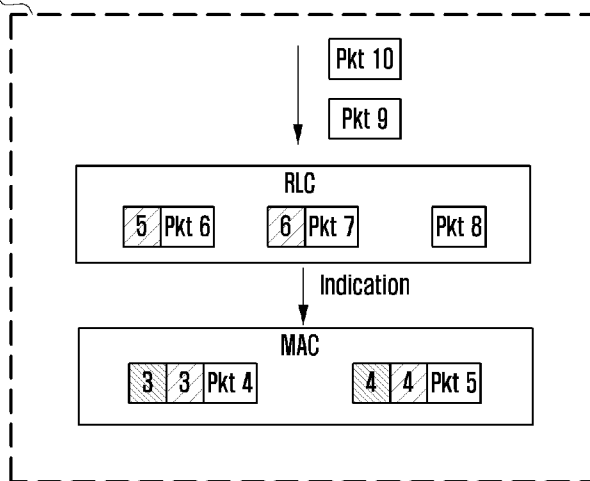 Pkt 10
Pkt 9
RLC
5 Pkt 6 6 Pkt 7 Pkt 8
Indication
MAC
3 3 Pkt 4 4 4 Pkt 5